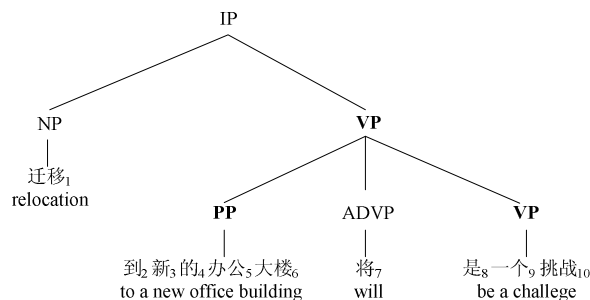 IP
NP VP
迁移1
relocation
PP ADVP VP
到2 新3 的4 办公5 大楼6 将7 是8 一个9 挑战10
to a new office building will be a challege